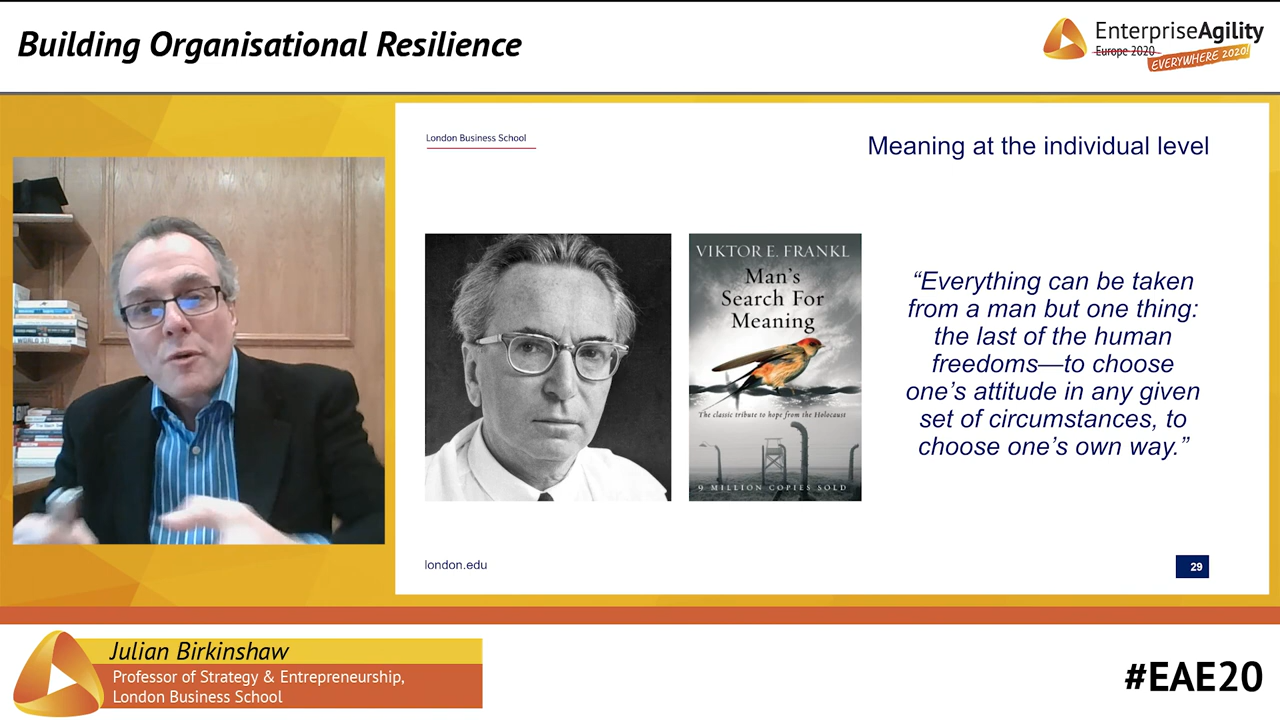 Building Organisational Resilience
EnterpriseAgility
Europe 2020
EVERYWHERE 2020!
London Business School
Meaning at the individual level
VIKTOR E. FRANKL
Man's
Search For
Meaning
The classic tribute to hope from the Holocaust
9 MILLION COPIES SOLD
“Everything can be taken
from a man but one thing:
the last of the human
freedoms—to choose
one’s attitude in any given
set of circumstances, to
choose one’s own way.”
london.edu
29
Julian Birkinshaw
Professor of Strategy & Entrepreneurship,
London Business School
#EAE20